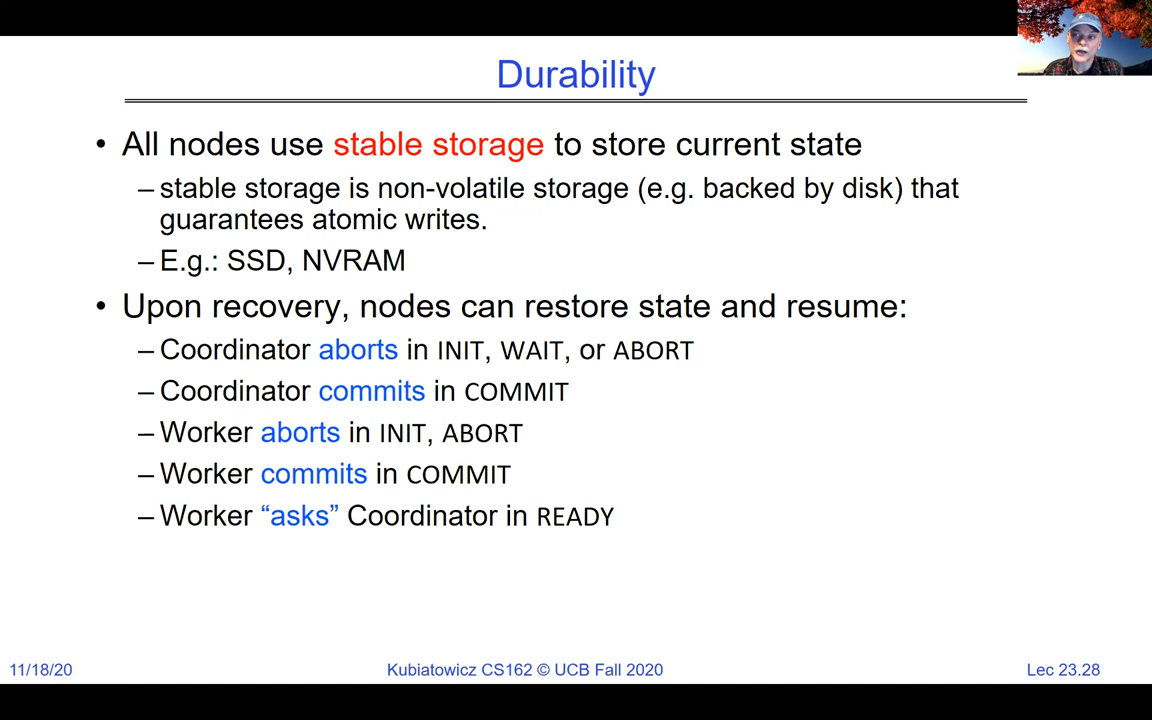 Durability
• All nodes use stable storage to store current state
– stable storage is non-volatile storage (e.g. backed by disk) that
guarantees atomic writes.
– E.g.: SSD, NVRAM
• Upon recovery, nodes can restore state and resume:
– Coordinator aborts in INIT, WAIT, or ABORT
– Coordinator commits in COMMIT
– Worker aborts in INIT, ABORT
– Worker commits in COMMIT
– Worker “asks” Coordinator in READY
11/18/20
Kubiatowicz CS162 © UCB Fall 2020
Lec 23.28